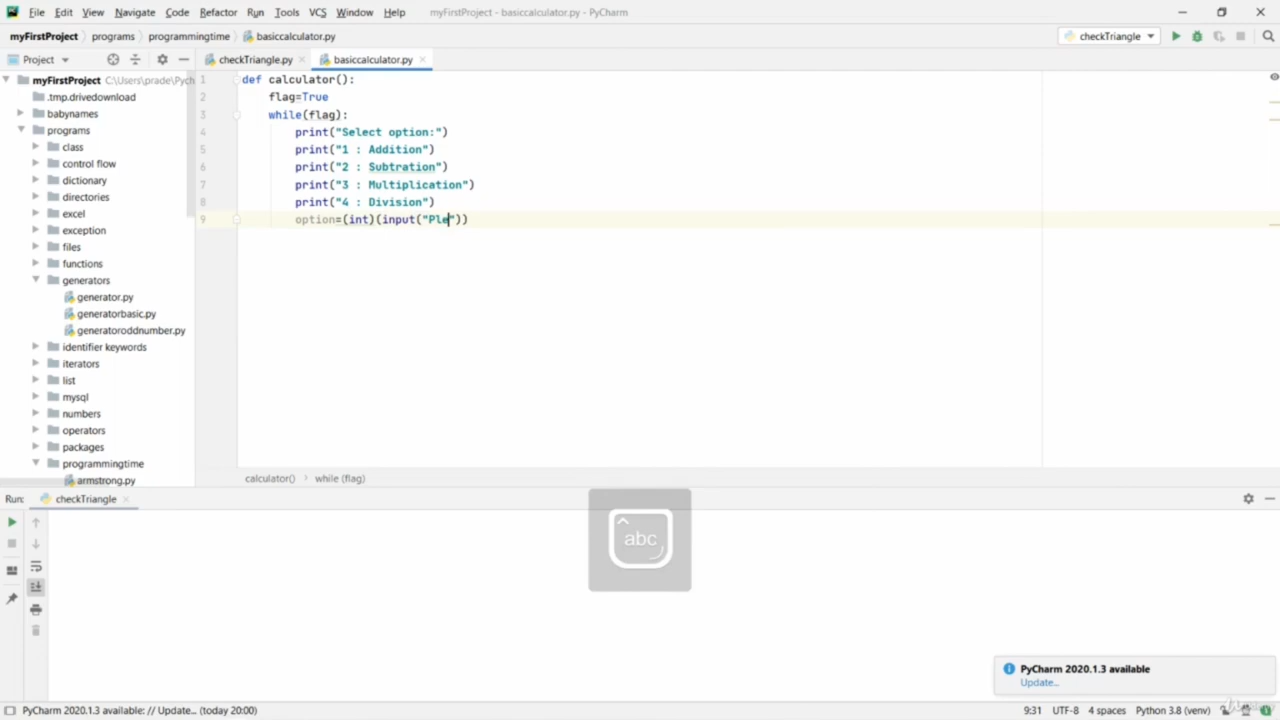 File Edit View Navigate Code Refactor Run Tools VCS Window Help myFirstProject - basiccalculator.py - PyCharm
myFirstProject programs programmingtime basiccalculator.py checkTriangle
Project checkTriangle.py basiccalculator.py
myFirstProject C:\Users\prade\Pych
.tmp.drivedownload
babynames
programs
class
control flow
dictionary
directories
excel
exception
files
functions
generators
generator.py
generatorbasic.py
generatoroddnumber.py
identifier keywords
iterators
list
mysql
numbers
operators
packages
programmingtime
armstrong.py
1 def calculator():
2 flag=True
3 while(flag):
4 print("Select option:")
5 print("1 : Addition")
6 print("2 : Subtration")
7 print("3 : Multiplication")
8 print("4 : Division")
9 option=(int)(input("Ple"))
calculator() while (flag)
Run: checkTriangle
abc
PyCharm 2020.1.3 available
Update...
PyCharm 2020.1.3 available: // Update... (today 20:00) 9:31 UTF-8 4 spaces Python 3.8 (venv)